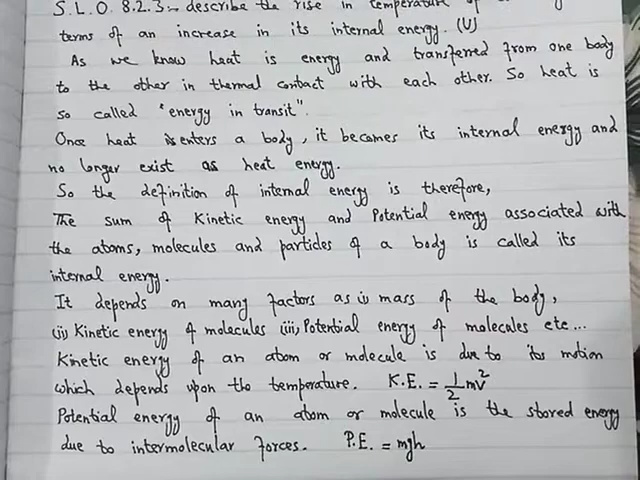 S.L.O 8.2.3:- describe the rise in temperature of
terms of an increase in its internal energy. (U)
As we know heat is energy and transferred from one body
to the other in thermal contact with each other. So heat is
so called "energy in transit".
Once heat enters a body, it becomes its internal energy and
no longer exist as heat energy.
So the definition of internal energy is therefore,
The sum of Kinetic energy and Potential energy associated with
the atoms, molecules and particles of a body is called its
internal energy.
It depends on many factors as (i) mass of the body,
(ii) Kinetic energy of molecules (iii) Potential energy of molecules etc...
Kinetic energy of an atom or molecule is due to its motion
which depends upon the temperature. K.E. = 1/2 mv²
Potential energy of an atom or molecule is the stored energy
due to intermolecular forces. P.E. = mgh